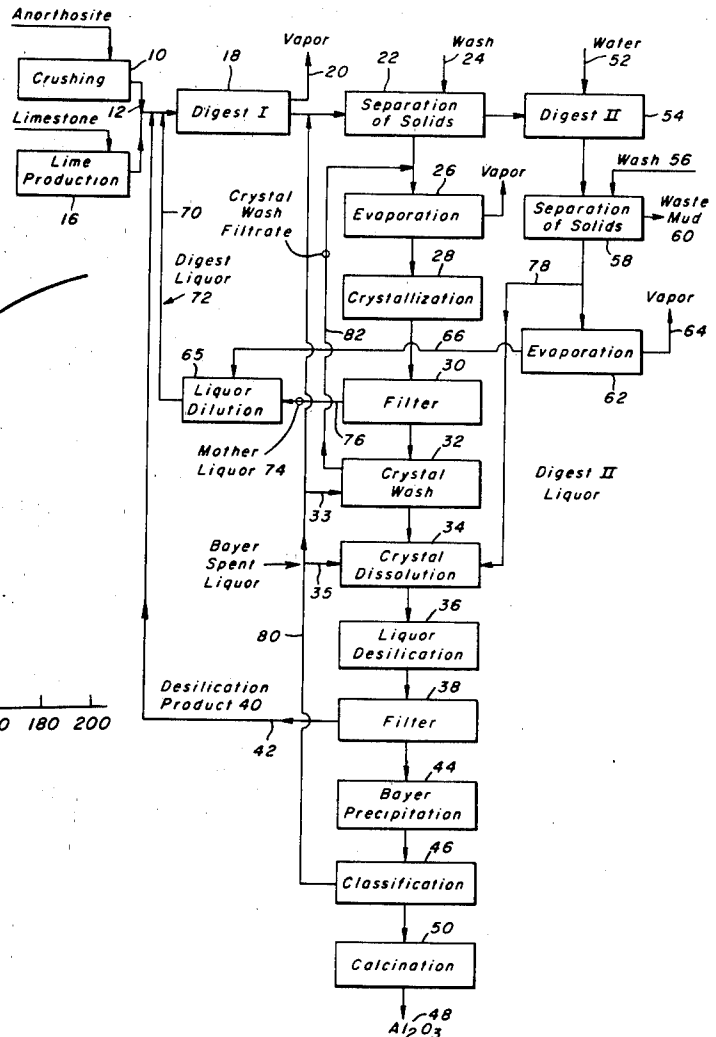 Anorthosite
10
Crushing
12
Limestone
Lime
Production
16
18
Digest I
Vapor
20
22
Wash
24
Separation
of Solids
Water
52
Digest II
54
Wash 56
Separation
of Solids
58
Waste
Mud
60
70
Digest
Liquor
72
Crystal
Wash
Filtrate
26
Vapor
Evaporation
28
Crystallization
82
66
78
Vapor
64
Evaporation
62
65
Liquor
Dilution
30
Filter
76
Mother
Liquor 74
32
Crystal
Wash
33
Digest II
Liquor
34
Crystal
Dissolution
Bayer
Spent
Liquor
35
36
Liquor
Desilication
80
38
Filter
Desilication
Product 40
42
0 180 200
44
Bayer
Precipitation
46
Classification
50
Calcination
48
Al2O3